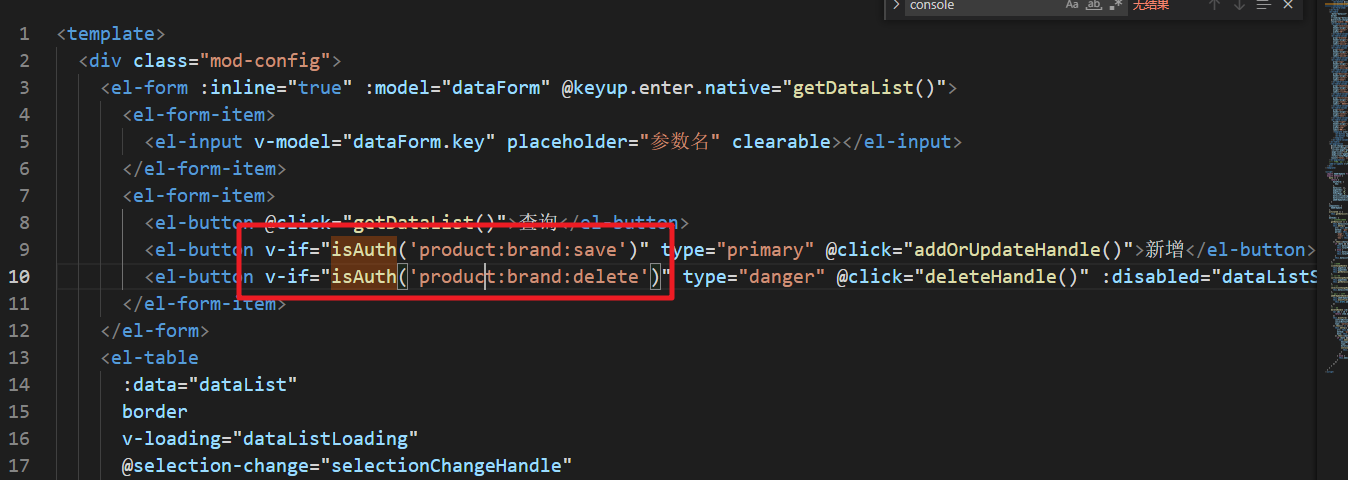 console Aa ab .* 无结果
1 <template>
2 <div class="mod-config">
3 <el-form :inline="true" :model="dataForm" @keyup.enter.native="getDataList()">
4 <el-form-item>
5 <el-input v-model="dataForm.key" placeholder="参数名" clearable></el-input>
6 </el-form-item>
7 <el-form-item>
8 <el-button @click="getDataList()">查询</el-button>
9 <el-button v-if="isAuth('product:brand:save')" type="primary" @click="addOrUpdateHandle()">新增</el-button>
10 <el-button v-if="isAuth('product:brand:delete')" type="danger" @click="deleteHandle()" :disabled="dataListS
11 </el-form-item>
12 </el-form>
13 <el-table
14 :data="dataList"
15 border
16 v-loading="dataListLoading"
17 @selection-change="selectionChangeHandle"